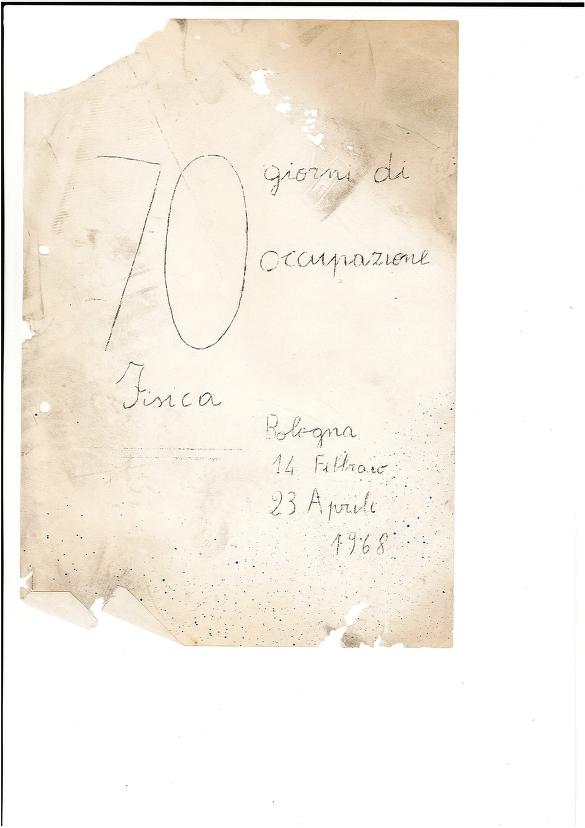 70 giorni di
occupazione
Fisica
Bologna
14 Febbraio
23 Aprile
1968